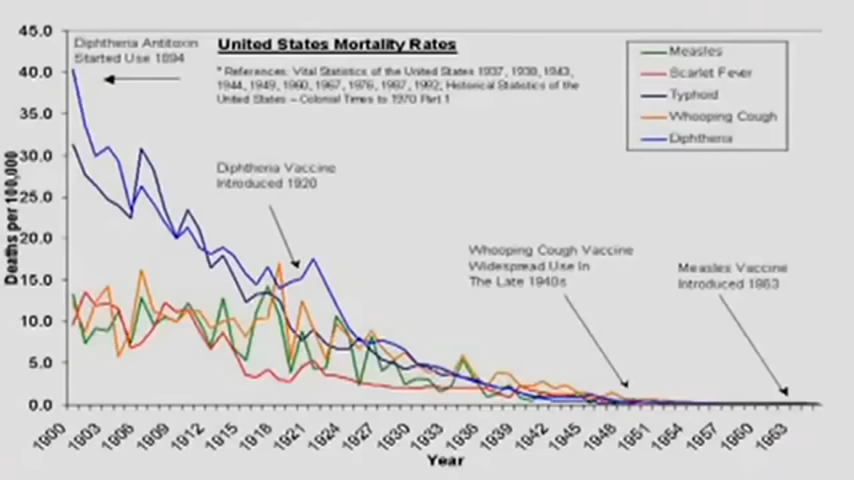 45.0
40.0
35.0
30.0
25.0
20.0
15.0
10.0
5.0
0.0
Deaths per 100,000
Diphtheria Antitoxin
Started Use 1894
United States Mortality Rates
* References: Vital Statistics of the United States 1937, 1938, 1943,
1944, 1949, 1960, 1967, 1976, 1987, 1992; Historical Statistics of the
United States – Colonial Times to 1970 Part 1
Measles
Scarlet Fever
Typhoid
Whooping Cough
Diphtheria
Diphtheria Vaccine
Introduced 1920
Whooping Cough Vaccine
Widespread Use In
The Late 1940s
Measles Vaccine
Introduced 1963
1900
1903
1906
1909
1912
1915
1918
1921
1924
1927
1930
1933
1936
1939
1942
1945
1948
1951
1954
1957
1960
1963
Year